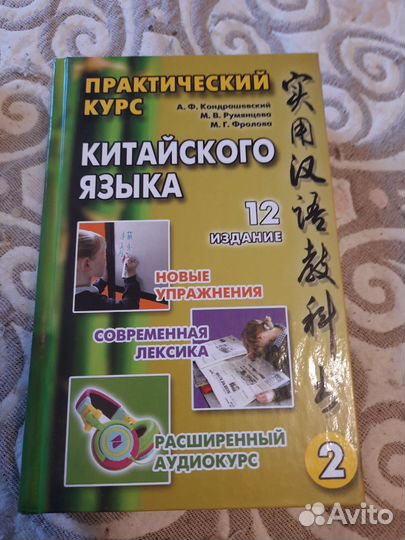 ПРАКТИЧЕСКИЙ
КУРС
А. Ф. Кондрашевский
М. В. Румянцева
М. Г. Фролова
КИТАЙСКОГО
ЯЗЫКА
12
ИЗДАНИЕ
НОВЫЕ
УПРАЖНЕНИЯ
СОВРЕМЕННАЯ
ЛЕКСИКА
РАСШИРЕННЫЙ
АУДИОКУРС
实用汉语教科书
2
Avito